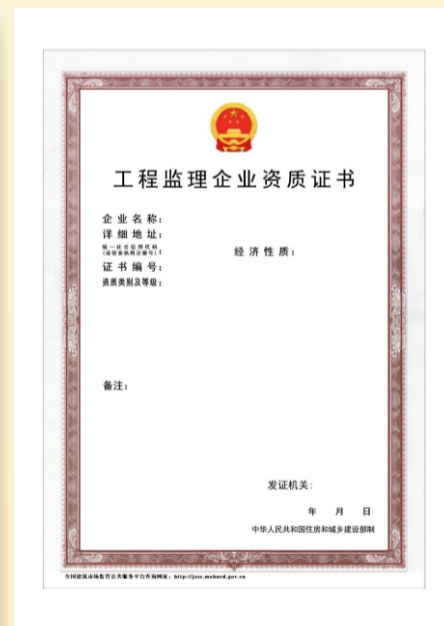 工程监理企业资质证书
企业名称：
详细地址：
统一社会信用代码
（或营业执照注册号）：
经济性质：
证书编号：
资质类别及等级：
备注：
发证机关：
年 月 日
中华人民共和国住房和城乡建设部制
全国建筑市场监管公共服务平台查询网址：http://jzsc.mohurd.gov.cn